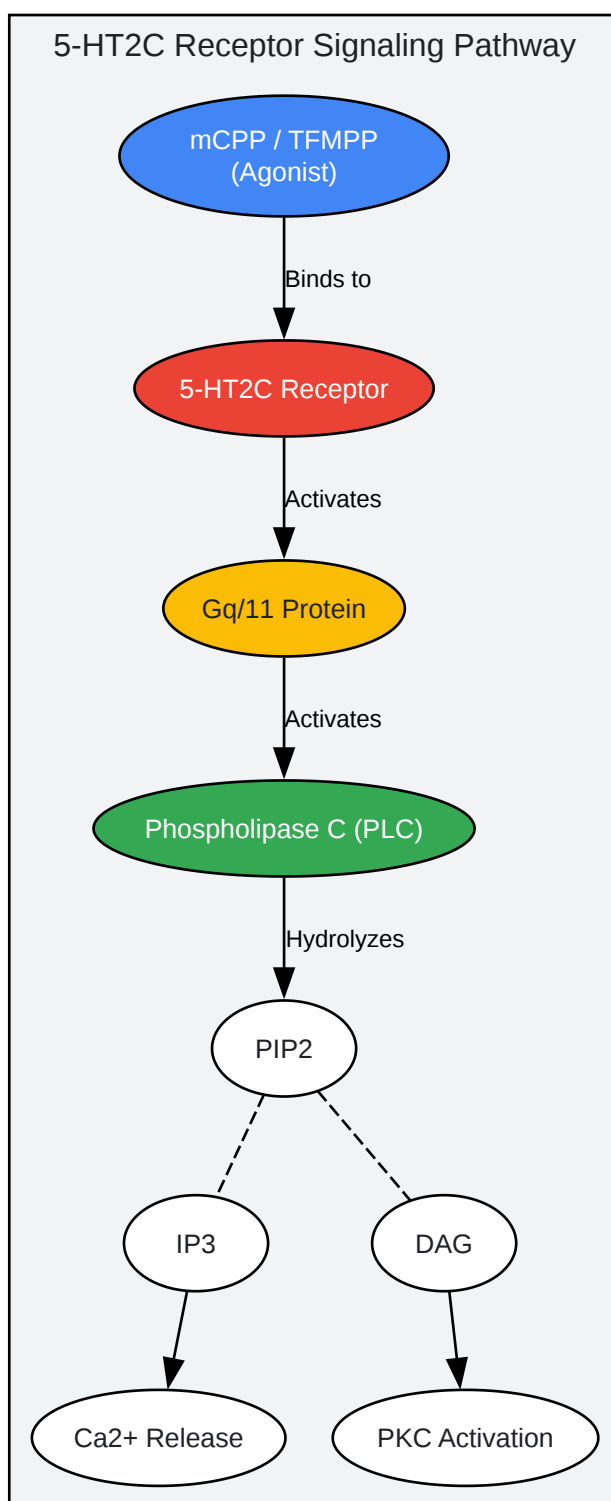 5-HT2C Receptor Signaling Pathway
mCPP / TFMPP
(Agonist)
Binds to
5-HT2C Receptor
Activates
Gq/11 Protein
Activates
Phospholipase C (PLC)
Hydrolyzes
PIP2
IP3
DAG
Ca2+ Release
PKC Activation